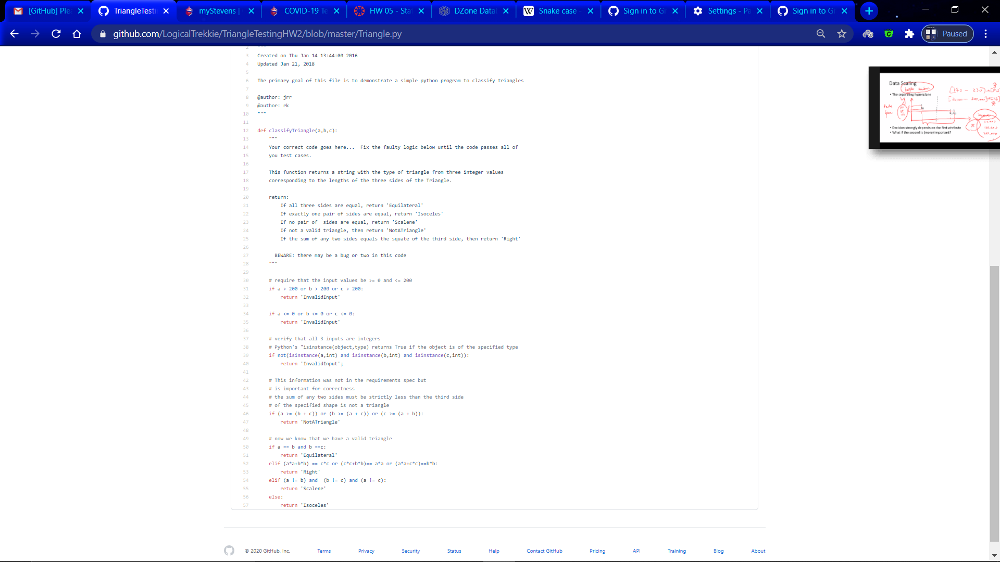 [GitHub] Ple
TriangleTesti
myStevens |
COVID-19 Te
HW 05 - Sta
DZone Datal
Snake case -
Sign in to Gi
Settings - Pa
Sign in to Gi
github.com/LogicalTrekkie/TriangleTestingHW2/blob/master/Triangle.py
Paused
2
3 Created on Thu Jan 14 13:44:00 2016
4 Updated Jan 21, 2018
5
6 The primary goal of this file is to demonstrate a simple python program to classify triangles
7
8 @author: jrr
9 @author: rk
10 """
11
12 def classifyTriangle(a,b,c):
13 """
14 Your correct code goes here...  Fix the faulty logic below until the code passes all of
15 you test cases.
16
17 This function returns a string with the type of triangle from three integer values
18 corresponding to the lengths of the three sides of the Triangle.
19
20 return:
21 If all three sides are equal, return 'Equilateral'
22 If exactly one pair of sides are equal, return 'Isoceles'
23 If no pair of  sides are equal, return 'Scalene'
24 If not a valid triangle, then return 'NotATriangle'
25 If the sum of any two sides equals the squate of the third side, then return 'Right'
26
27 BEWARE: there may be a bug or two in this code
28 """
29
30 # require that the input values be >= 0 and <= 200
31 if a > 200 or b > 200 or c > 200:
32 return 'InvalidInput'
33
34 if a <= 0 or b <= 0 or c <= 0:
35 return 'InvalidInput'
36
37 # verify that all 3 inputs are integers
38 # Python's "isinstance(object,type) returns True if the object is of the specified type
39 if not(isinstance(a,int) and isinstance(b,int) and isinstance(c,int)):
40 return 'InvalidInput';
41
42 # This information was not in the requirements spec but
43 # is important for correctness
44 # the sum of any two sides must be strictly less than the third side
45 # of the specified shape is not a triangle
46 if (a >= (b + c)) or (b >= (a + c)) or (c >= (a + b)):
47 return 'NotATriangle'
48
49 # now we know that we have a valid triangle
50 if a == b and b ==c:
51 return 'Equilateral'
52 elif (a*a+b*b) == c*c or (c*c+b*b)== a*a or (a*a+c*c)==b*b:
53 return 'Right'
54 elif (a != b) and  (b != c) and (a != c):
55 return 'Scalene'
56 else:
57 return 'Isoceles'
Data Scaling
• The separating hyperplane
• Decision strongly depends on the first attribute
• What if the second is (more) important?
© 2020 GitHub, Inc. Terms Privacy Security Status Help Contact GitHub Pricing API Training Blog About